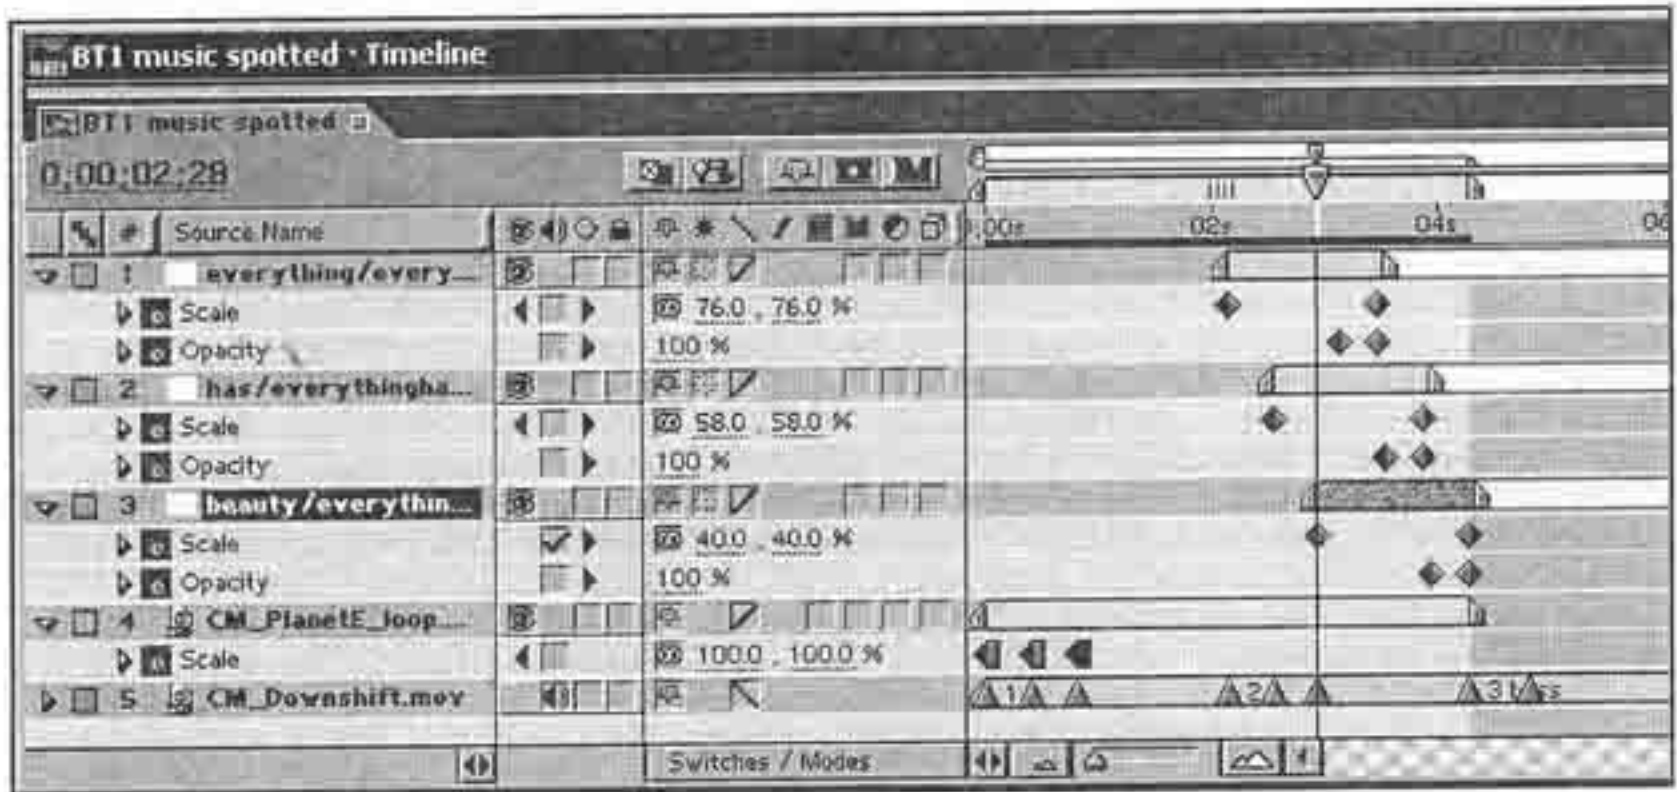 BT1 music spotted · Timeline
BT1 music spotted
0;00;02;28
# Source Name :00s 02s 04s 06
1 everything/every...
Scale 76.0 , 76.0 %
Opacity 100 %
2 has/everythingha...
Scale 58.0 , 58.0 %
Opacity 100 %
3 beauty/everythin...
Scale 40.0 , 40.0 %
Opacity 100 %
4 CM_PlanetE_loop....
Scale 100.0 , 100.0 %
5 CM_Downshift.mov 1 2 3
Switches / Modes